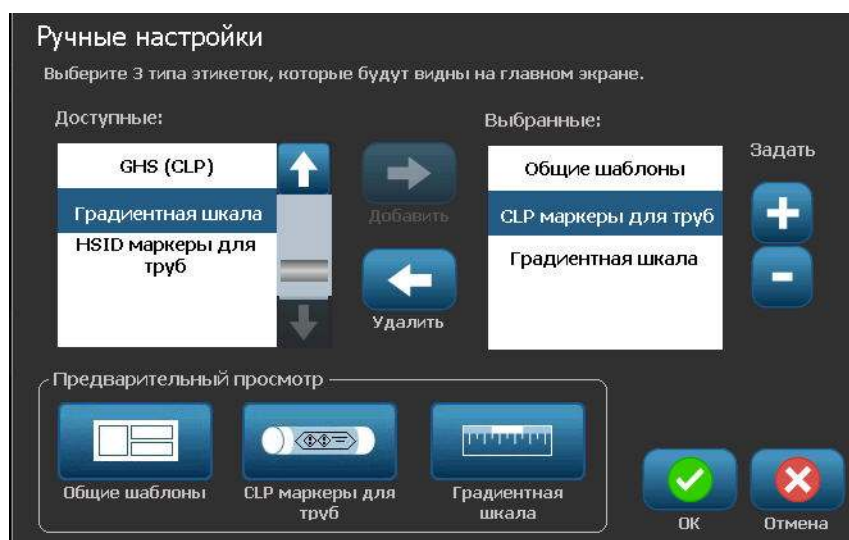 Ручные настройки
Выберите 3 типа этикеток, которые будут видны на главном экране.
Доступные:
GHS (CLP)
Градиентная шкала
HSID маркеры для
труб
Добавить
Удалить
Выбранные:
Общие шаблоны
CLP маркеры для труб
Градиентная шкала
Задать
Предварительный просмотр
Общие шаблоны
CLP маркеры для
труб
Градиентная
шкала
OK
Отмена